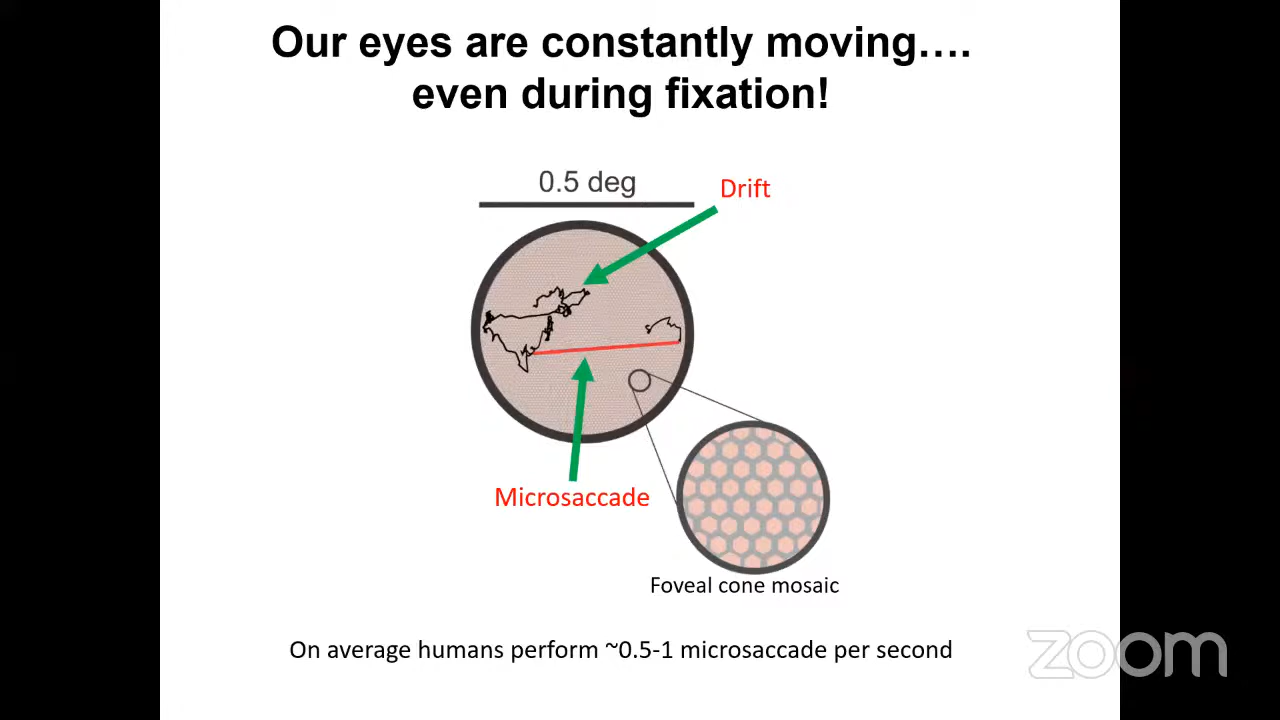 Our eyes are constantly moving….
even during fixation!
0.5 deg
Drift
Microsaccade
Foveal cone mosaic
On average humans perform ~0.5-1 microsaccade per second
zoom